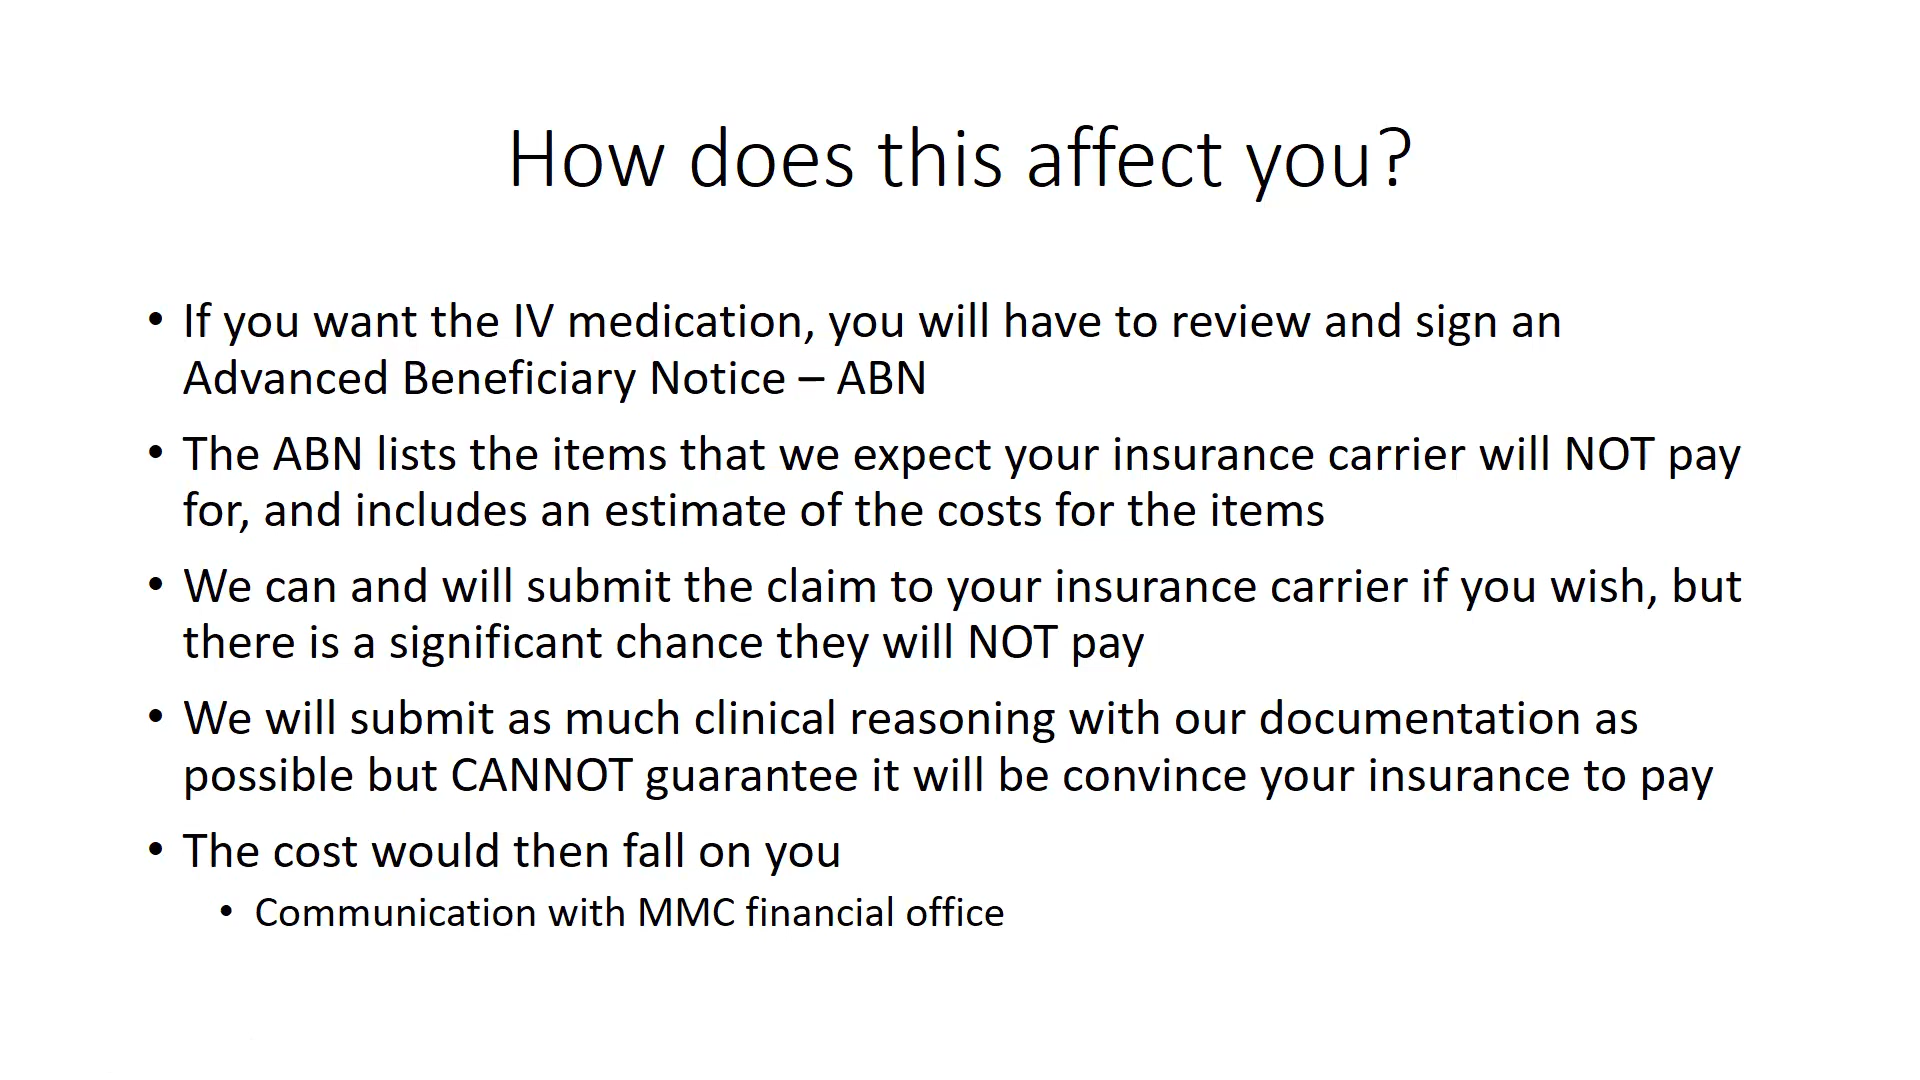 How does this affect you?
• If you want the IV medication, you will have to review and sign an
Advanced Beneficiary Notice – ABN
• The ABN lists the items that we expect your insurance carrier will NOT pay
for, and includes an estimate of the costs for the items
• We can and will submit the claim to your insurance carrier if you wish, but
there is a significant chance they will NOT pay
• We will submit as much clinical reasoning with our documentation as
possible but CANNOT guarantee it will be convince your insurance to pay
• The cost would then fall on you
• Communication with MMC financial office